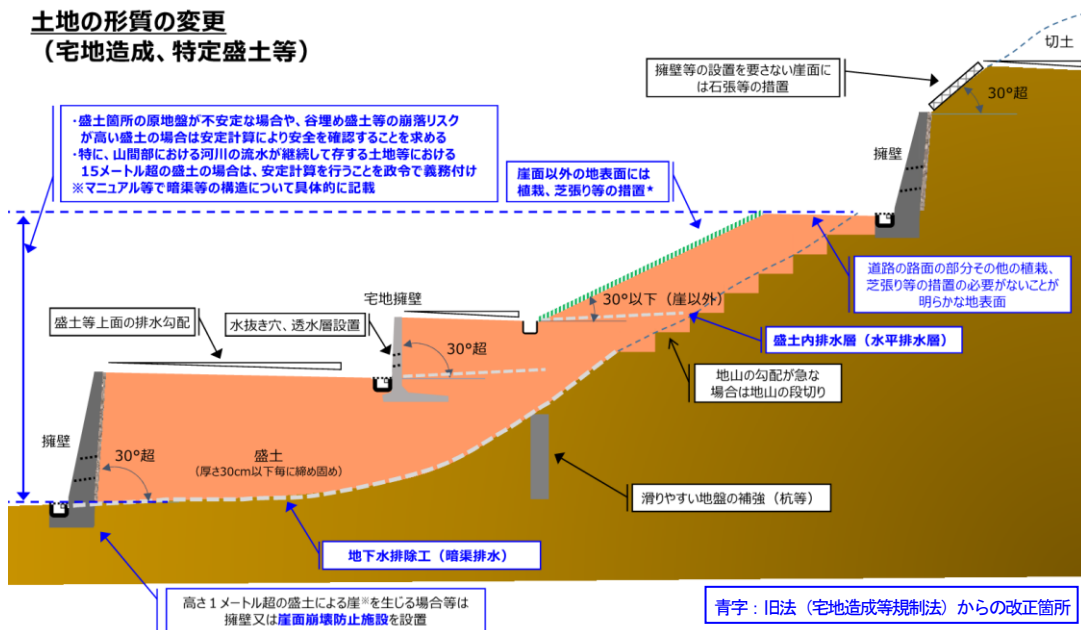 土地の形質の変更
（宅地造成、特定盛土等）
切土
擁壁等の設置を要さない崖面に
は石張等の措置
30°超
・盛土箇所の原地盤が不安定な場合や、谷埋め盛土等の崩落リスク
が高い盛土の場合は安定計算により安全を確認することを求める
・特に、山間部における河川の流水が継続して存する土地等における
15メートル超の盛土の場合は、安定計算を行うことを政令で義務付け
※マニュアル等で暗渠等の構造について具体的に記載
崖面以外の地表面には
植栽、芝張り等の措置*
擁壁
道路の路面の部分その他の植栽、
芝張り等の措置の必要がないことが
明らかな地表面
宅地擁壁
30°以下（崖以外）
盛土等上面の排水勾配
水抜き穴、透水層設置
30°超
盛土内排水層（水平排水層）
地山の勾配が急な
場合は地山の段切り
擁壁
30°超
盛土
（厚さ30cm以下毎に締め固め）
滑りやすい地盤の補強（杭等）
地下水排除工（暗渠排水）
高さ１メートル超の盛土による崖※を生じる場合等は
擁壁又は崖面崩壊防止施設を設置
青字：旧法（宅地造成等規制法）からの改正箇所